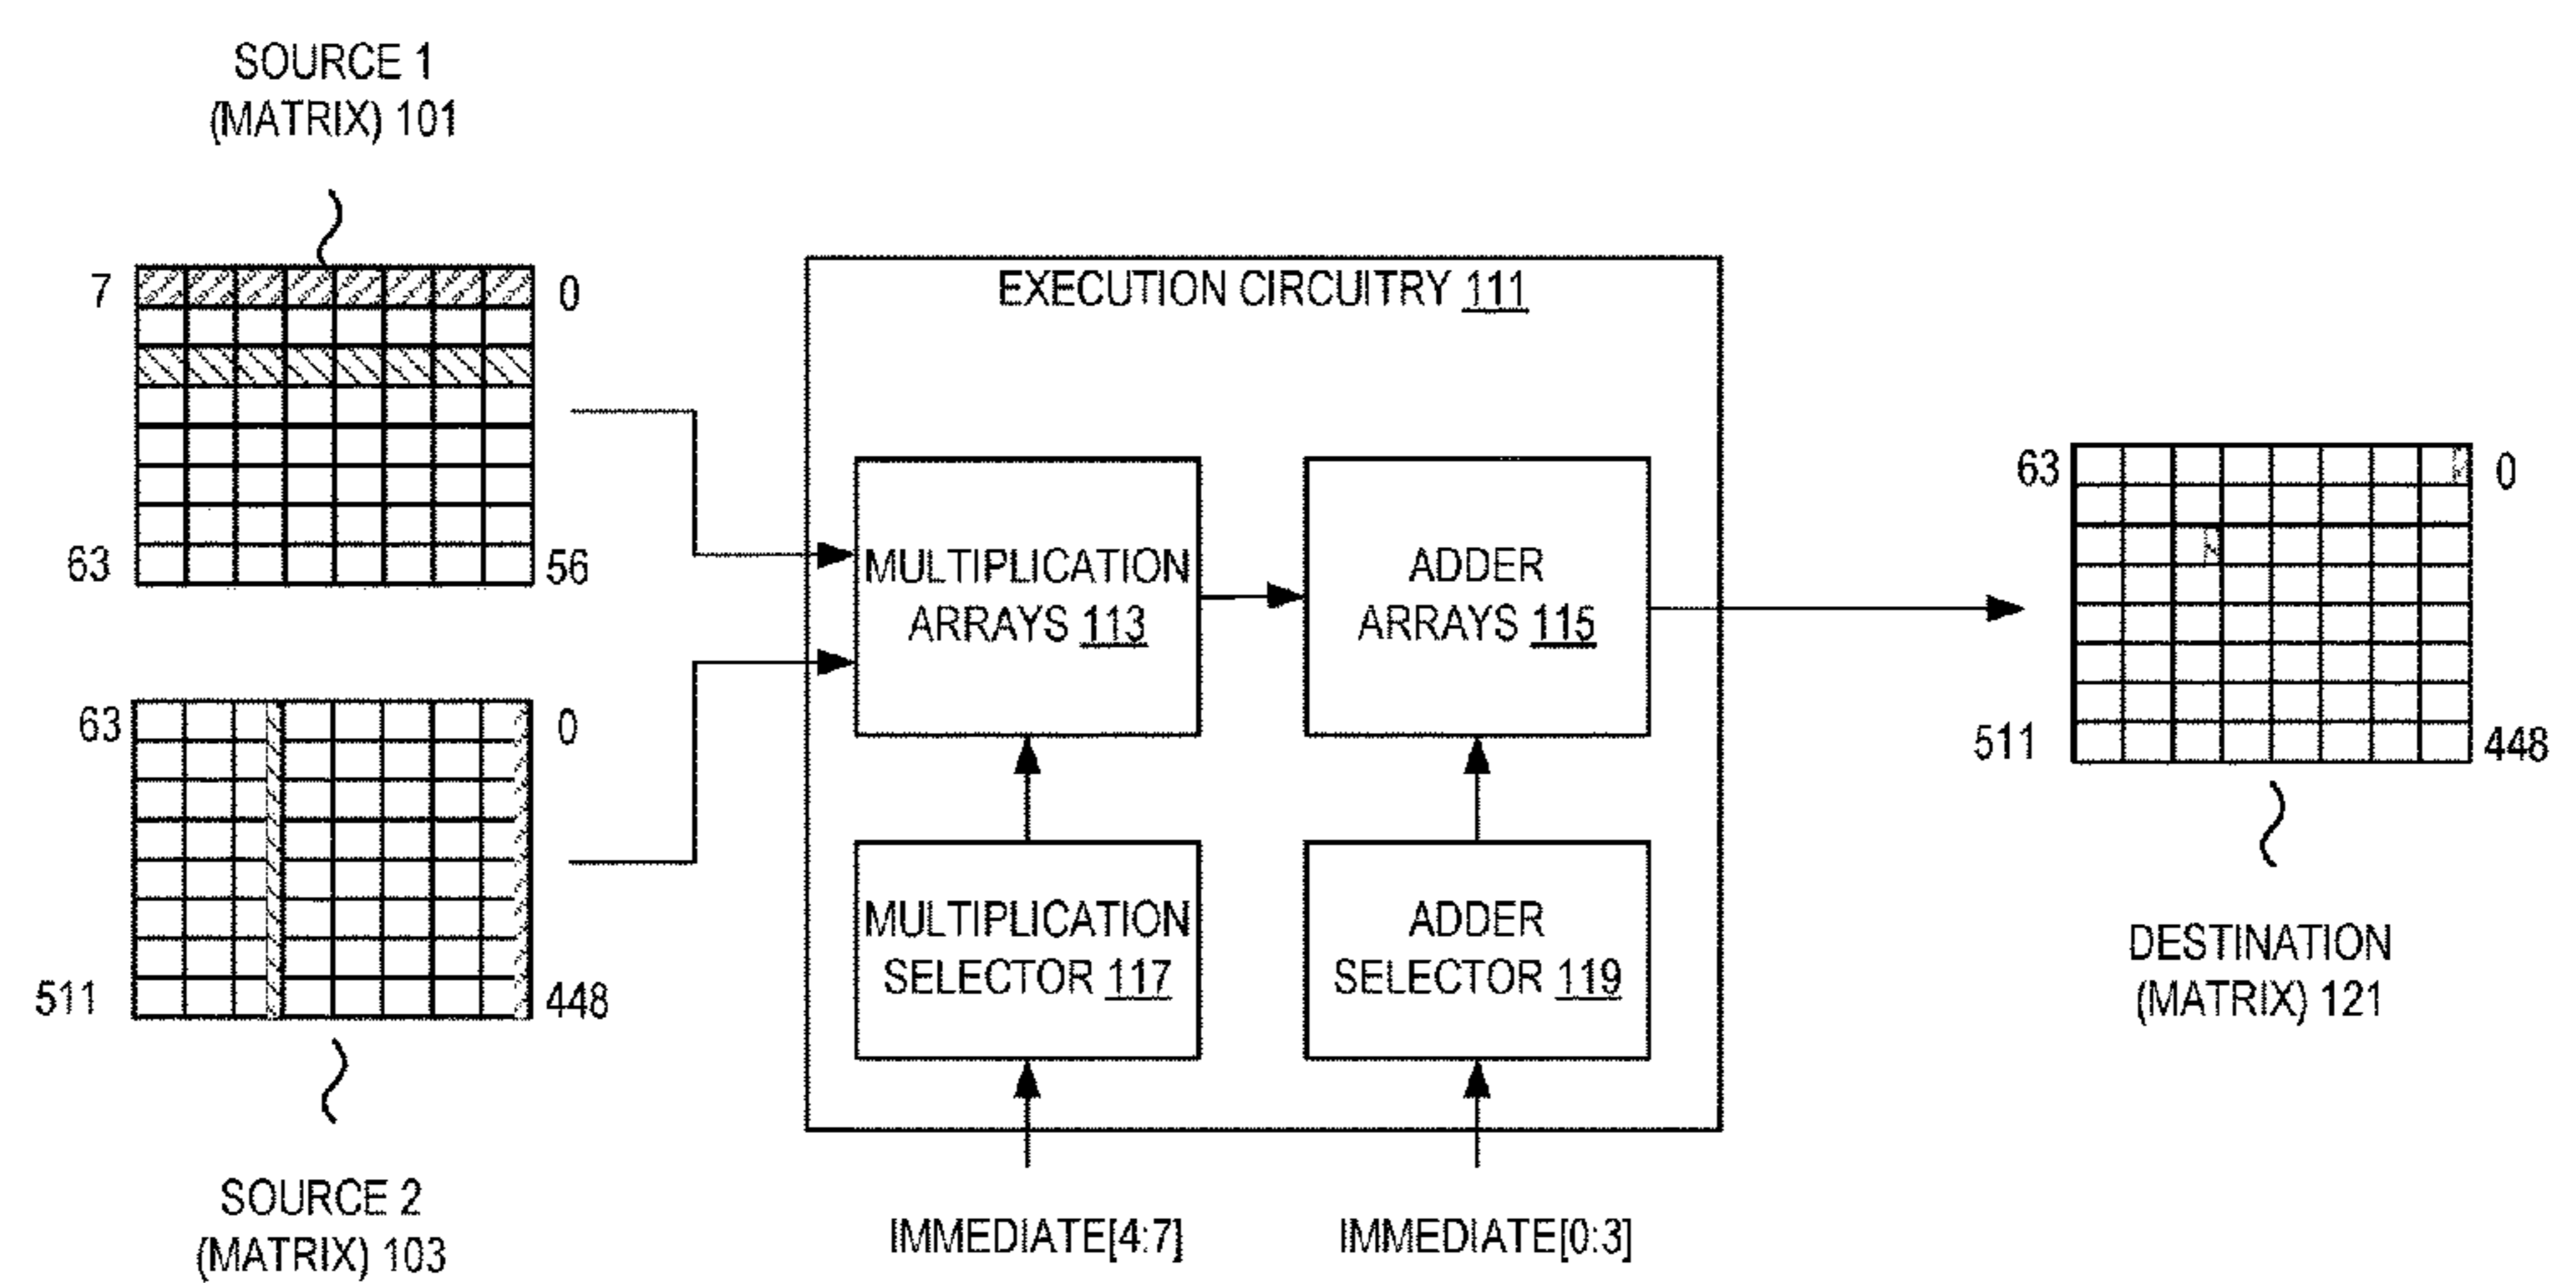 SOURCE 1
(MATRIX) 101
7
0
63
56
63
0
511
448
SOURCE 2
(MATRIX) 103
EXECUTION CIRCUITRY 111
MULTIPLICATION
ARRAYS 113
ADDER
ARRAYS 115
MULTIPLICATION
SELECTOR 117
ADDER
SELECTOR 119
IMMEDIATE[4:7]
IMMEDIATE[0:3]
63
0
511
448
DESTINATION
(MATRIX) 121